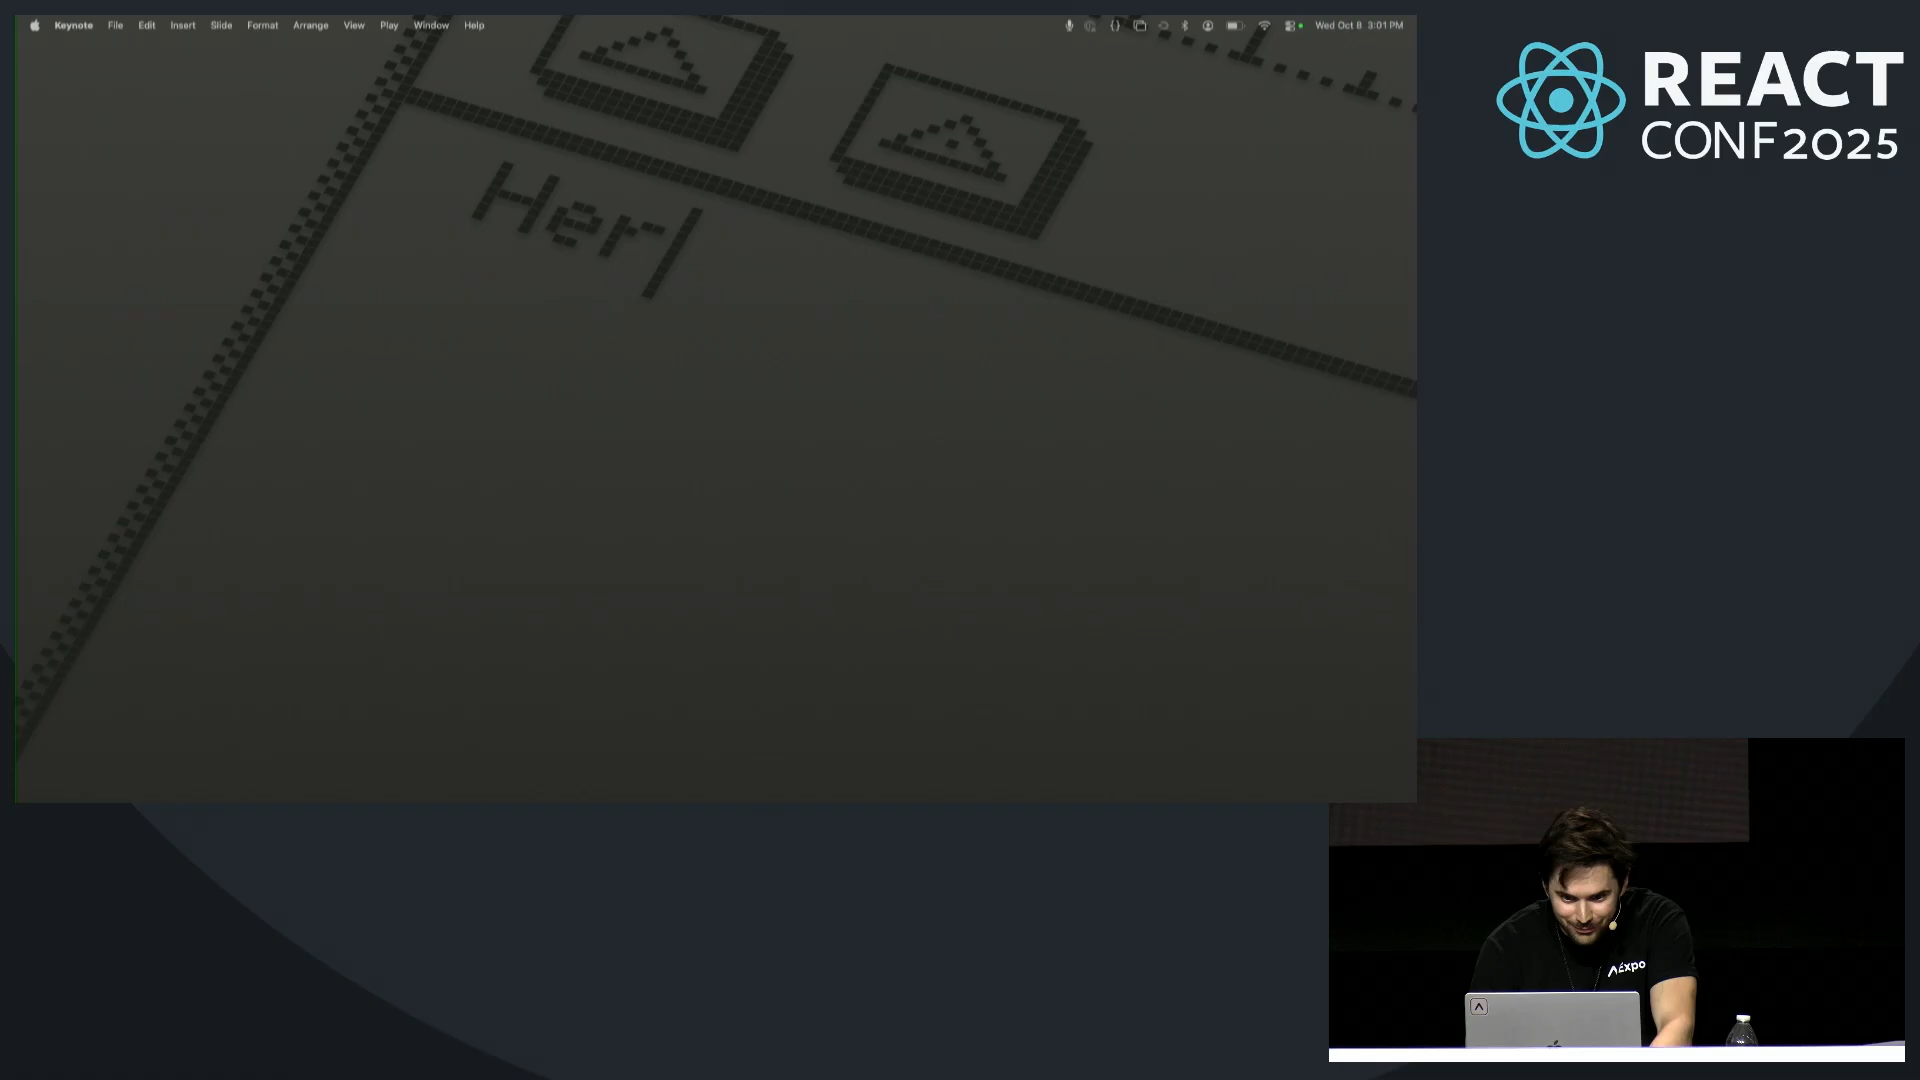 Keynote File Edit Insert Slide Format Arrange View Play Window Help
Wed Oct 8 3:01 PM
Her
REACT
CONF2025
Expo